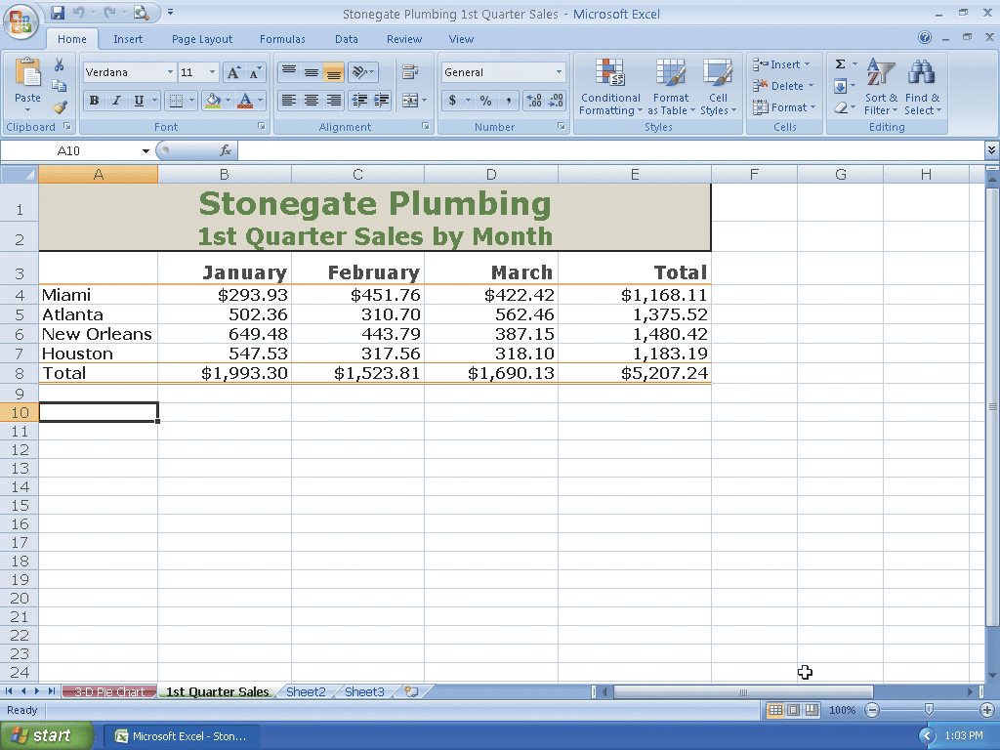 Stonegate Plumbing 1st Quarter Sales - Microsoft Excel
Home Insert Page Layout Formulas Data Review View
Paste
Clipboard
Verdana 11
B I U
Font
Alignment
General
$ % ,
Number
Conditional Formatting
Format as Table
Cell Styles
Styles
Insert
Delete
Format
Cells
Σ
Sort & Filter
Find & Select
Editing
A10 fx
A B C D E F G H
1 Stonegate Plumbing
2 1st Quarter Sales by Month
3 January February March Total
4 Miami $293.93 $451.76 $422.42 $1,168.11
5 Atlanta 502.36 310.70 562.46 1,375.52
6 New Orleans 649.48 443.79 387.15 1,480.42
7 Houston 547.53 317.56 318.10 1,183.19
8 Total $1,993.30 $1,523.81 $1,690.13 $5,207.24
9
10
11
12
13
14
15
16
17
18
19
20
21
22
23
24
3-D Pie Chart 1st Quarter Sales Sheet2 Sheet3
Ready 100%
start Microsoft Excel - Ston... 1:03 PM